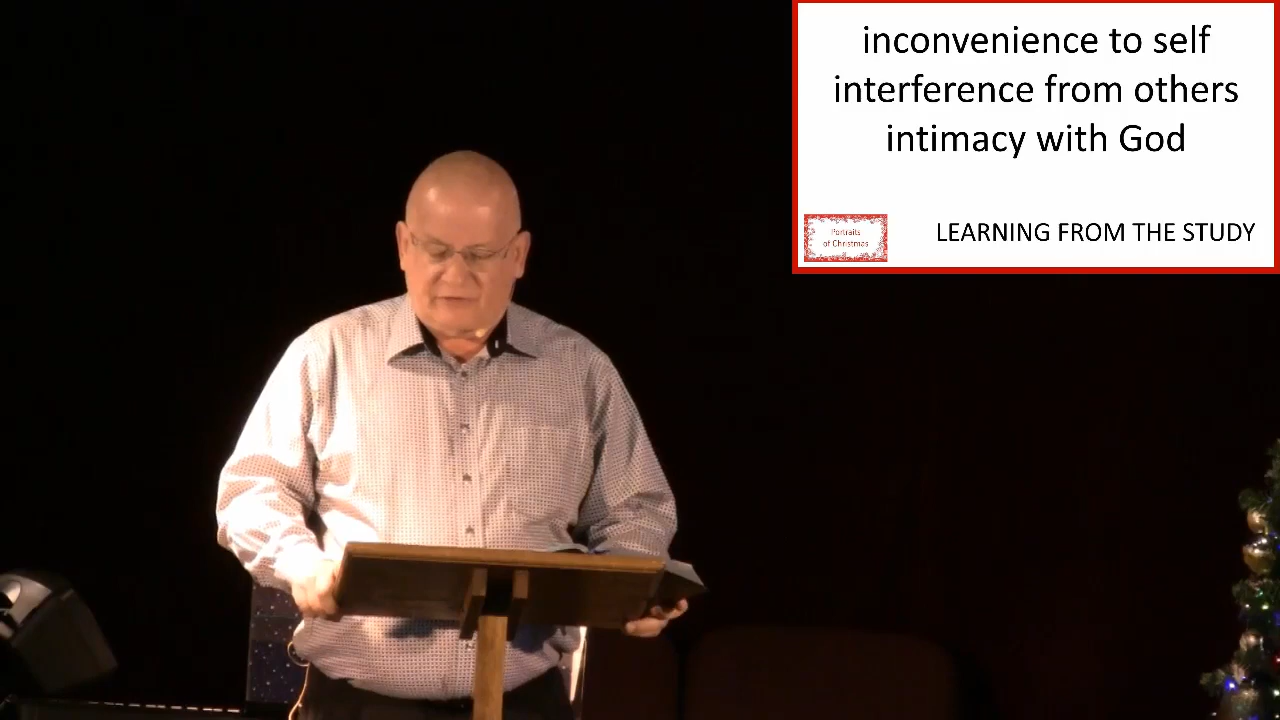 inconvenience to self
interference from others
intimacy with God
Portraits
of Christmas
LEARNING FROM THE STUDY